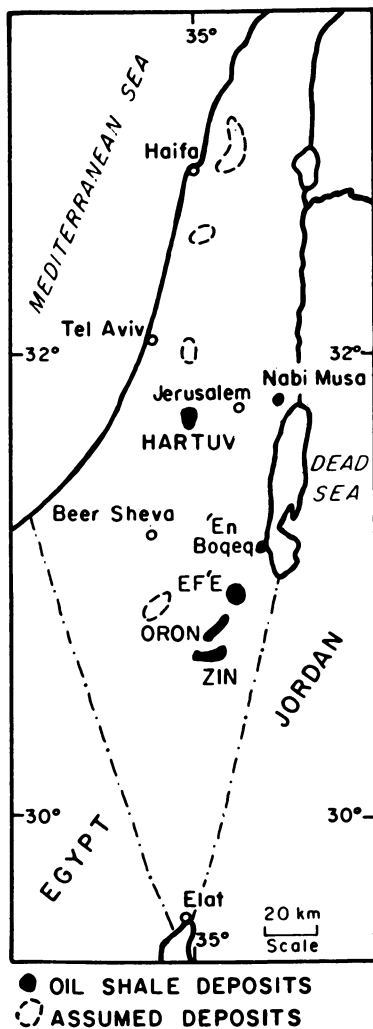 35°
MEDITERRANEAN SEA
Haifa
Tel Aviv
32°
32°
Nabi Musa
Jerusalem
HARTUV
DEAD
SEA
Beer Sheva
'En
Boqeq
EF'E
ORON
ZIN
JORDAN
30°
30°
EGYPT
Elat
20 km
Scale
35°
OIL SHALE DEPOSITS
ASSUMED DEPOSITS